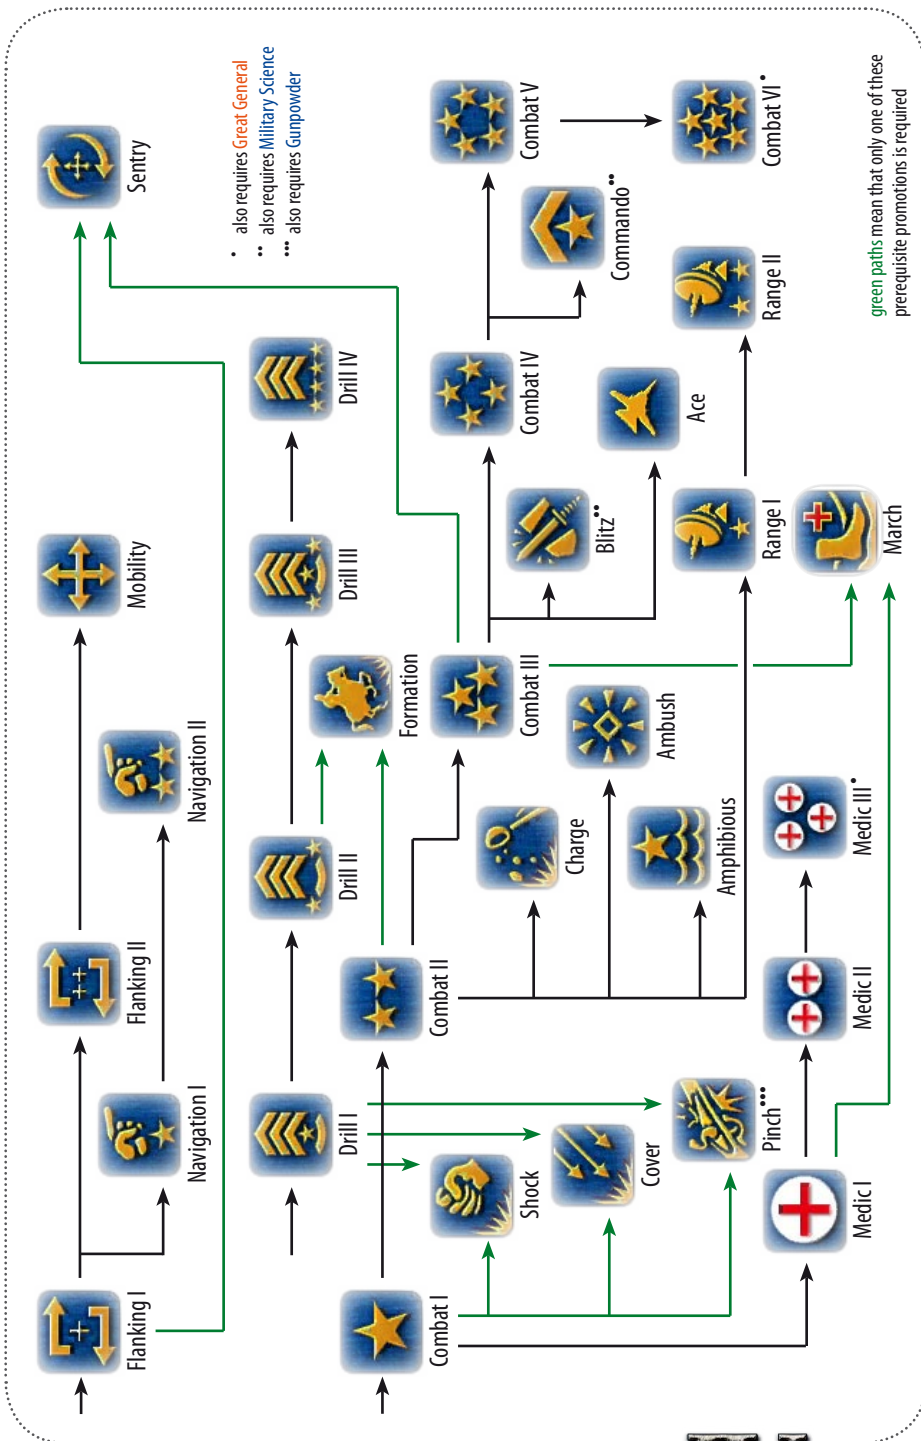 Flanking I
Flanking II
Mobility
Sentry
Navigation I
Navigation II
• also requires Great General
•• also requires Military Science
••• also requires Gunpowder
Drill I
Drill II
Drill III
Drill IV
Formation
Combat I
Combat II
Combat III
Combat IV
Combat V
Shock
Charge
Blitz••
Commando••
Cover
Ambush
Ace
Pinch•••
Amphibious
Range I
Range II
Combat VI•
Medic I
Medic II
Medic III•
March
green paths mean that only one of these
prerequisite promotions is required